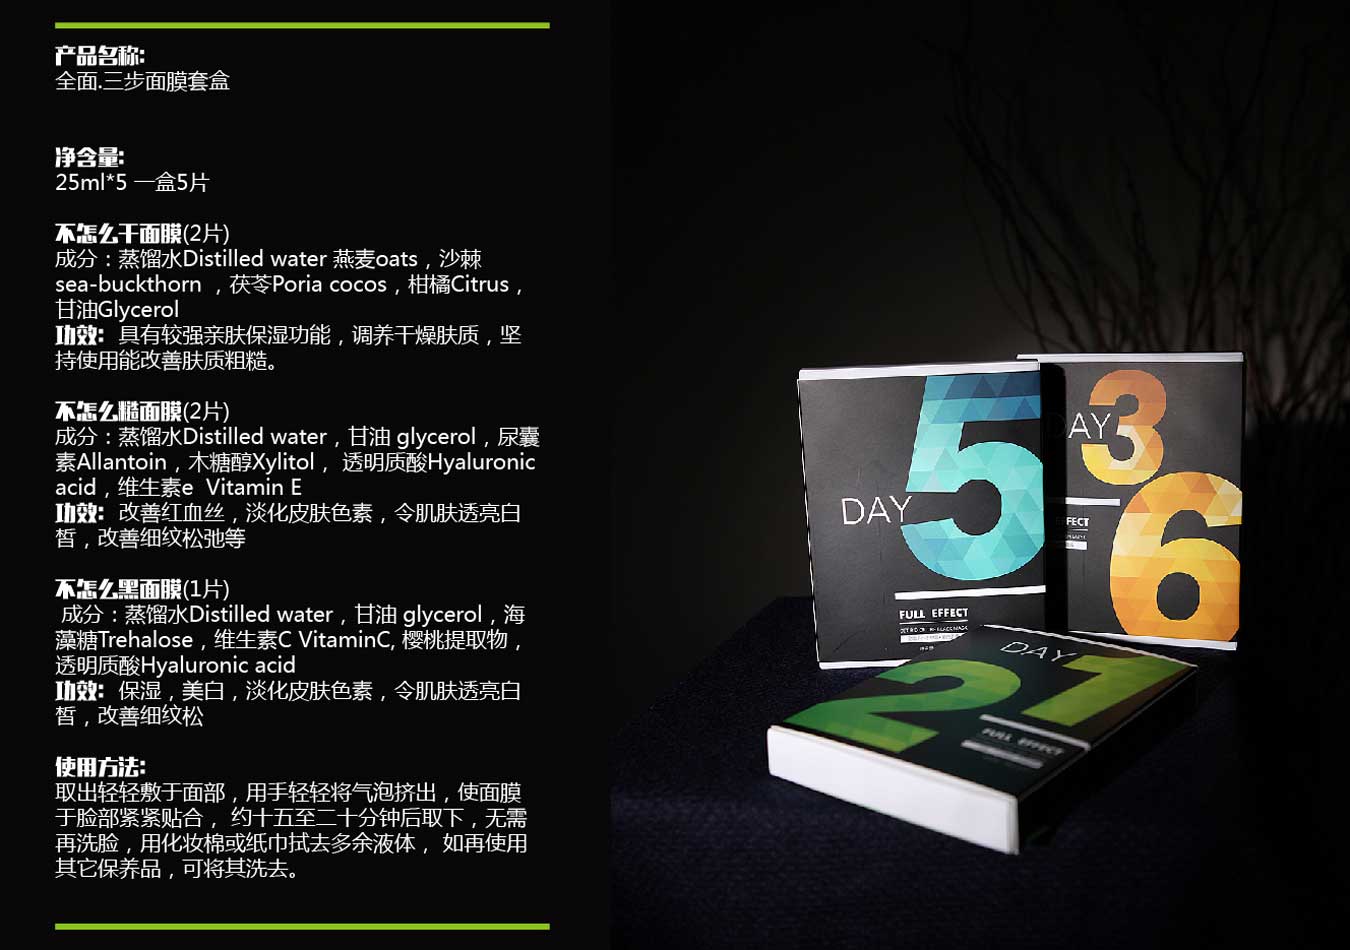 产品名称:
全面.三步面膜套盒
净含量:
25ml*5 一盒5片
不怎么干面膜(2片)
成分：蒸馏水Distilled water 燕麦oats，沙棘
sea-buckthorn ，茯苓Poria cocos，柑橘Citrus，
甘油Glycerol
功效: 具有较强亲肤保湿功能，调养干燥肤质，坚
持使用能改善肤质粗糙。
不怎么糙面膜(2片)
成分：蒸馏水Distilled water，甘油 glycerol，尿囊
素Allantoin，木糖醇Xylitol， 透明质酸Hyaluronic
acid，维生素e  Vitamin E
功效: 改善红血丝，淡化皮肤色素，令肌肤透亮白
皙，改善细纹松弛等
不怎么黑面膜(1片)
成分：蒸馏水Distilled water，甘油 glycerol，海
藻糖Trehalose，维生素C VitaminC, 樱桃提取物，
透明质酸Hyaluronic acid
功效: 保湿，美白，淡化皮肤色素，令肌肤透亮白
皙，改善细纹松
使用方法:
取出轻轻敷于面部，用手轻轻将气泡挤出，使面膜
于脸部紧紧贴合， 约十五至二十分钟后取下，无需
再洗脸，用化妆棉或纸巾拭去多余液体， 如再使用
其它保养品，可将其洗去。
DAY 5
FULL EFFECT
DAY 3
6
EFFECT
DAY
21
FULL EFFECT